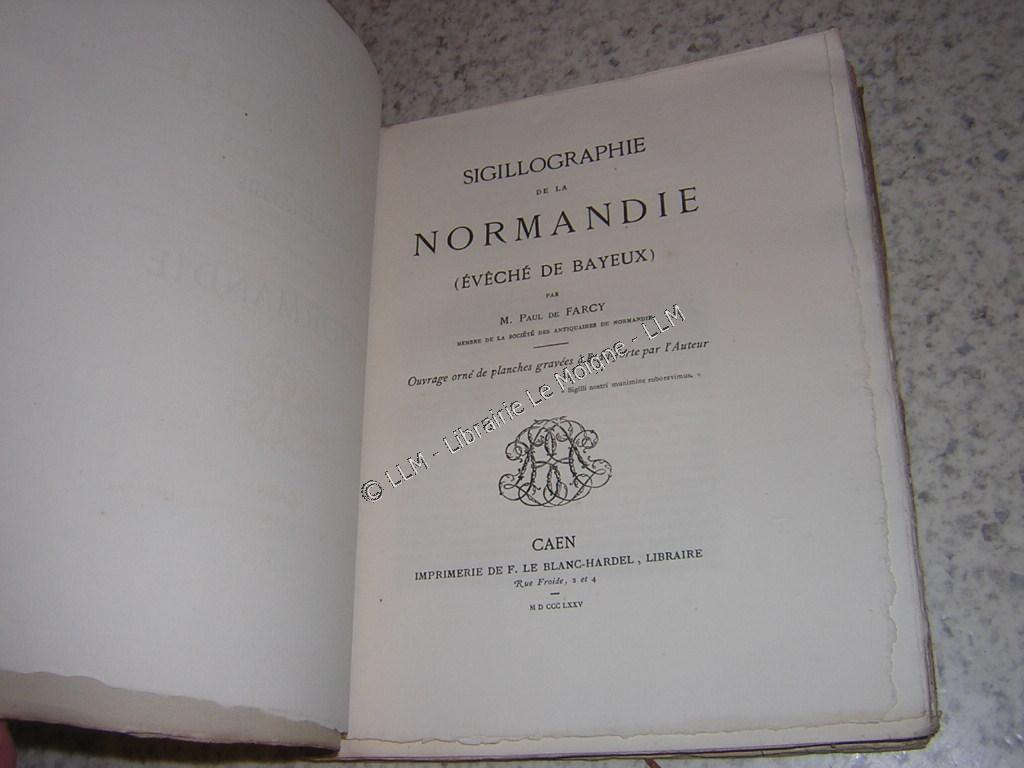 SIGILLOGRAPHIE
DE LA
NORMANDIE
(ÉVÊCHÉ DE BAYEUX)
PAR
M. PAUL DE FARCY
MEMBRE DE LA SOCIÉTÉ DES ANTIQUAIRES DE NORMANDIE
Ouvrage orné de planches gravées à l'eau-forte par l'Auteur
Sigilli nostri munimine roboravimus. »
© LLM - Librairie Le Moigne - LLM
CAEN
IMPRIMERIE DE F. LE BLANC-HARDEL, LIBRAIRE
Rue Froide, 2 et 4
M D CCC LXXV